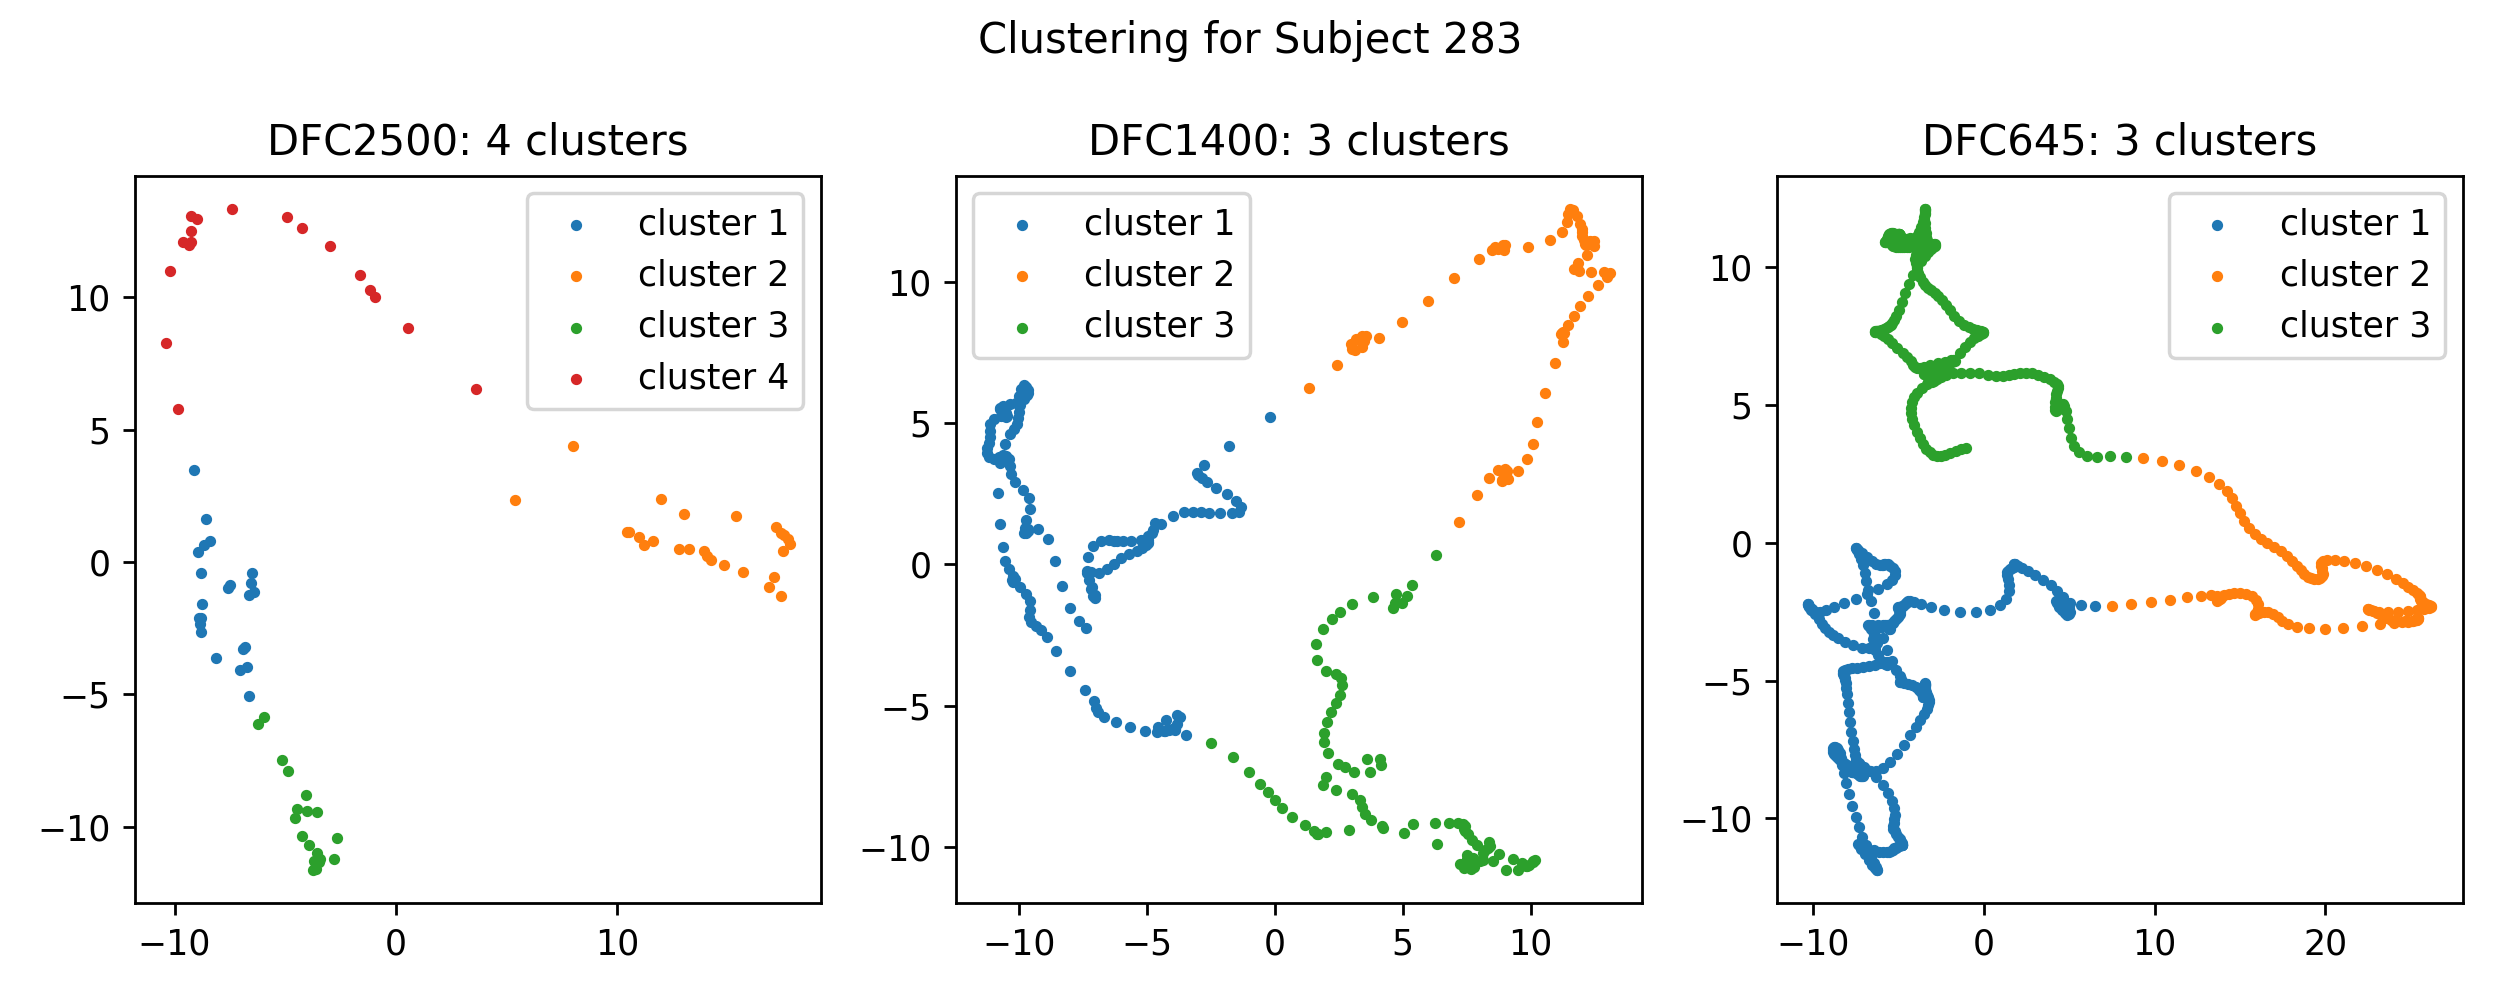 Clustering for Subject 283
DFC2500: 4 clusters
cluster 1
cluster 2
cluster 3
cluster 4
10
5
0
−5
−10
−10
0
10
DFC1400: 3 clusters
cluster 1
cluster 2
cluster 3
10
5
0
−5
−10
−10
−5
0
5
10
DFC645: 3 clusters
cluster 1
cluster 2
cluster 3
10
5
0
−5
−10
−10
0
10
20